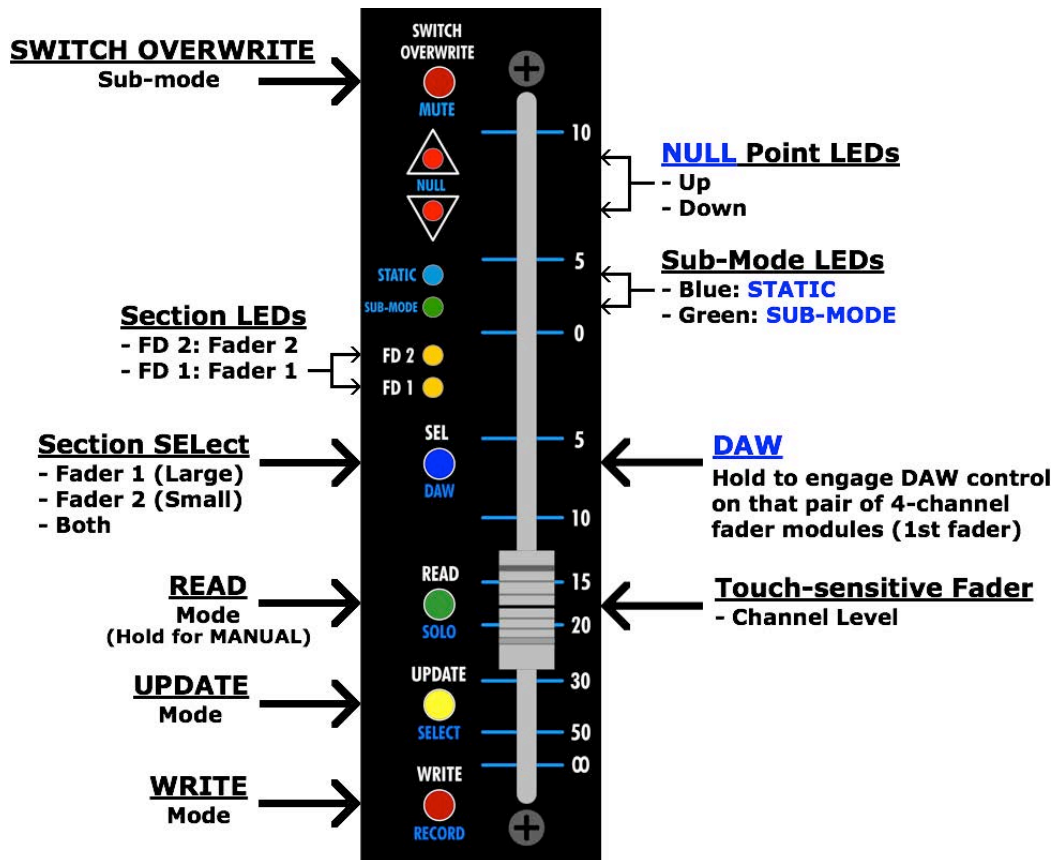 SWITCH OVERWRITE
Sub-mode
Section LEDs
- FD 2: Fader 2
- FD 1: Fader 1
Section SELect
- Fader 1 (Large)
- Fader 2 (Small)
- Both
READ
Mode
(Hold for MANUAL)
UPDATE
Mode
WRITE
Mode
SWITCH
OVERWRITE
MUTE
NULL
STATIC
SUB-MODE
FD 2
FD 1
SEL
DAW
READ
SOLO
UPDATE
SELECT
WRITE
RECORD
10
5
0
5
10
15
20
30
50
∞
NULL Point LEDs
- Up
- Down
Sub-Mode LEDs
- Blue: STATIC
- Green: SUB-MODE
DAW
Hold to engage DAW control
on that pair of 4-channel
fader modules (1st fader)
Touch-sensitive Fader
- Channel Level